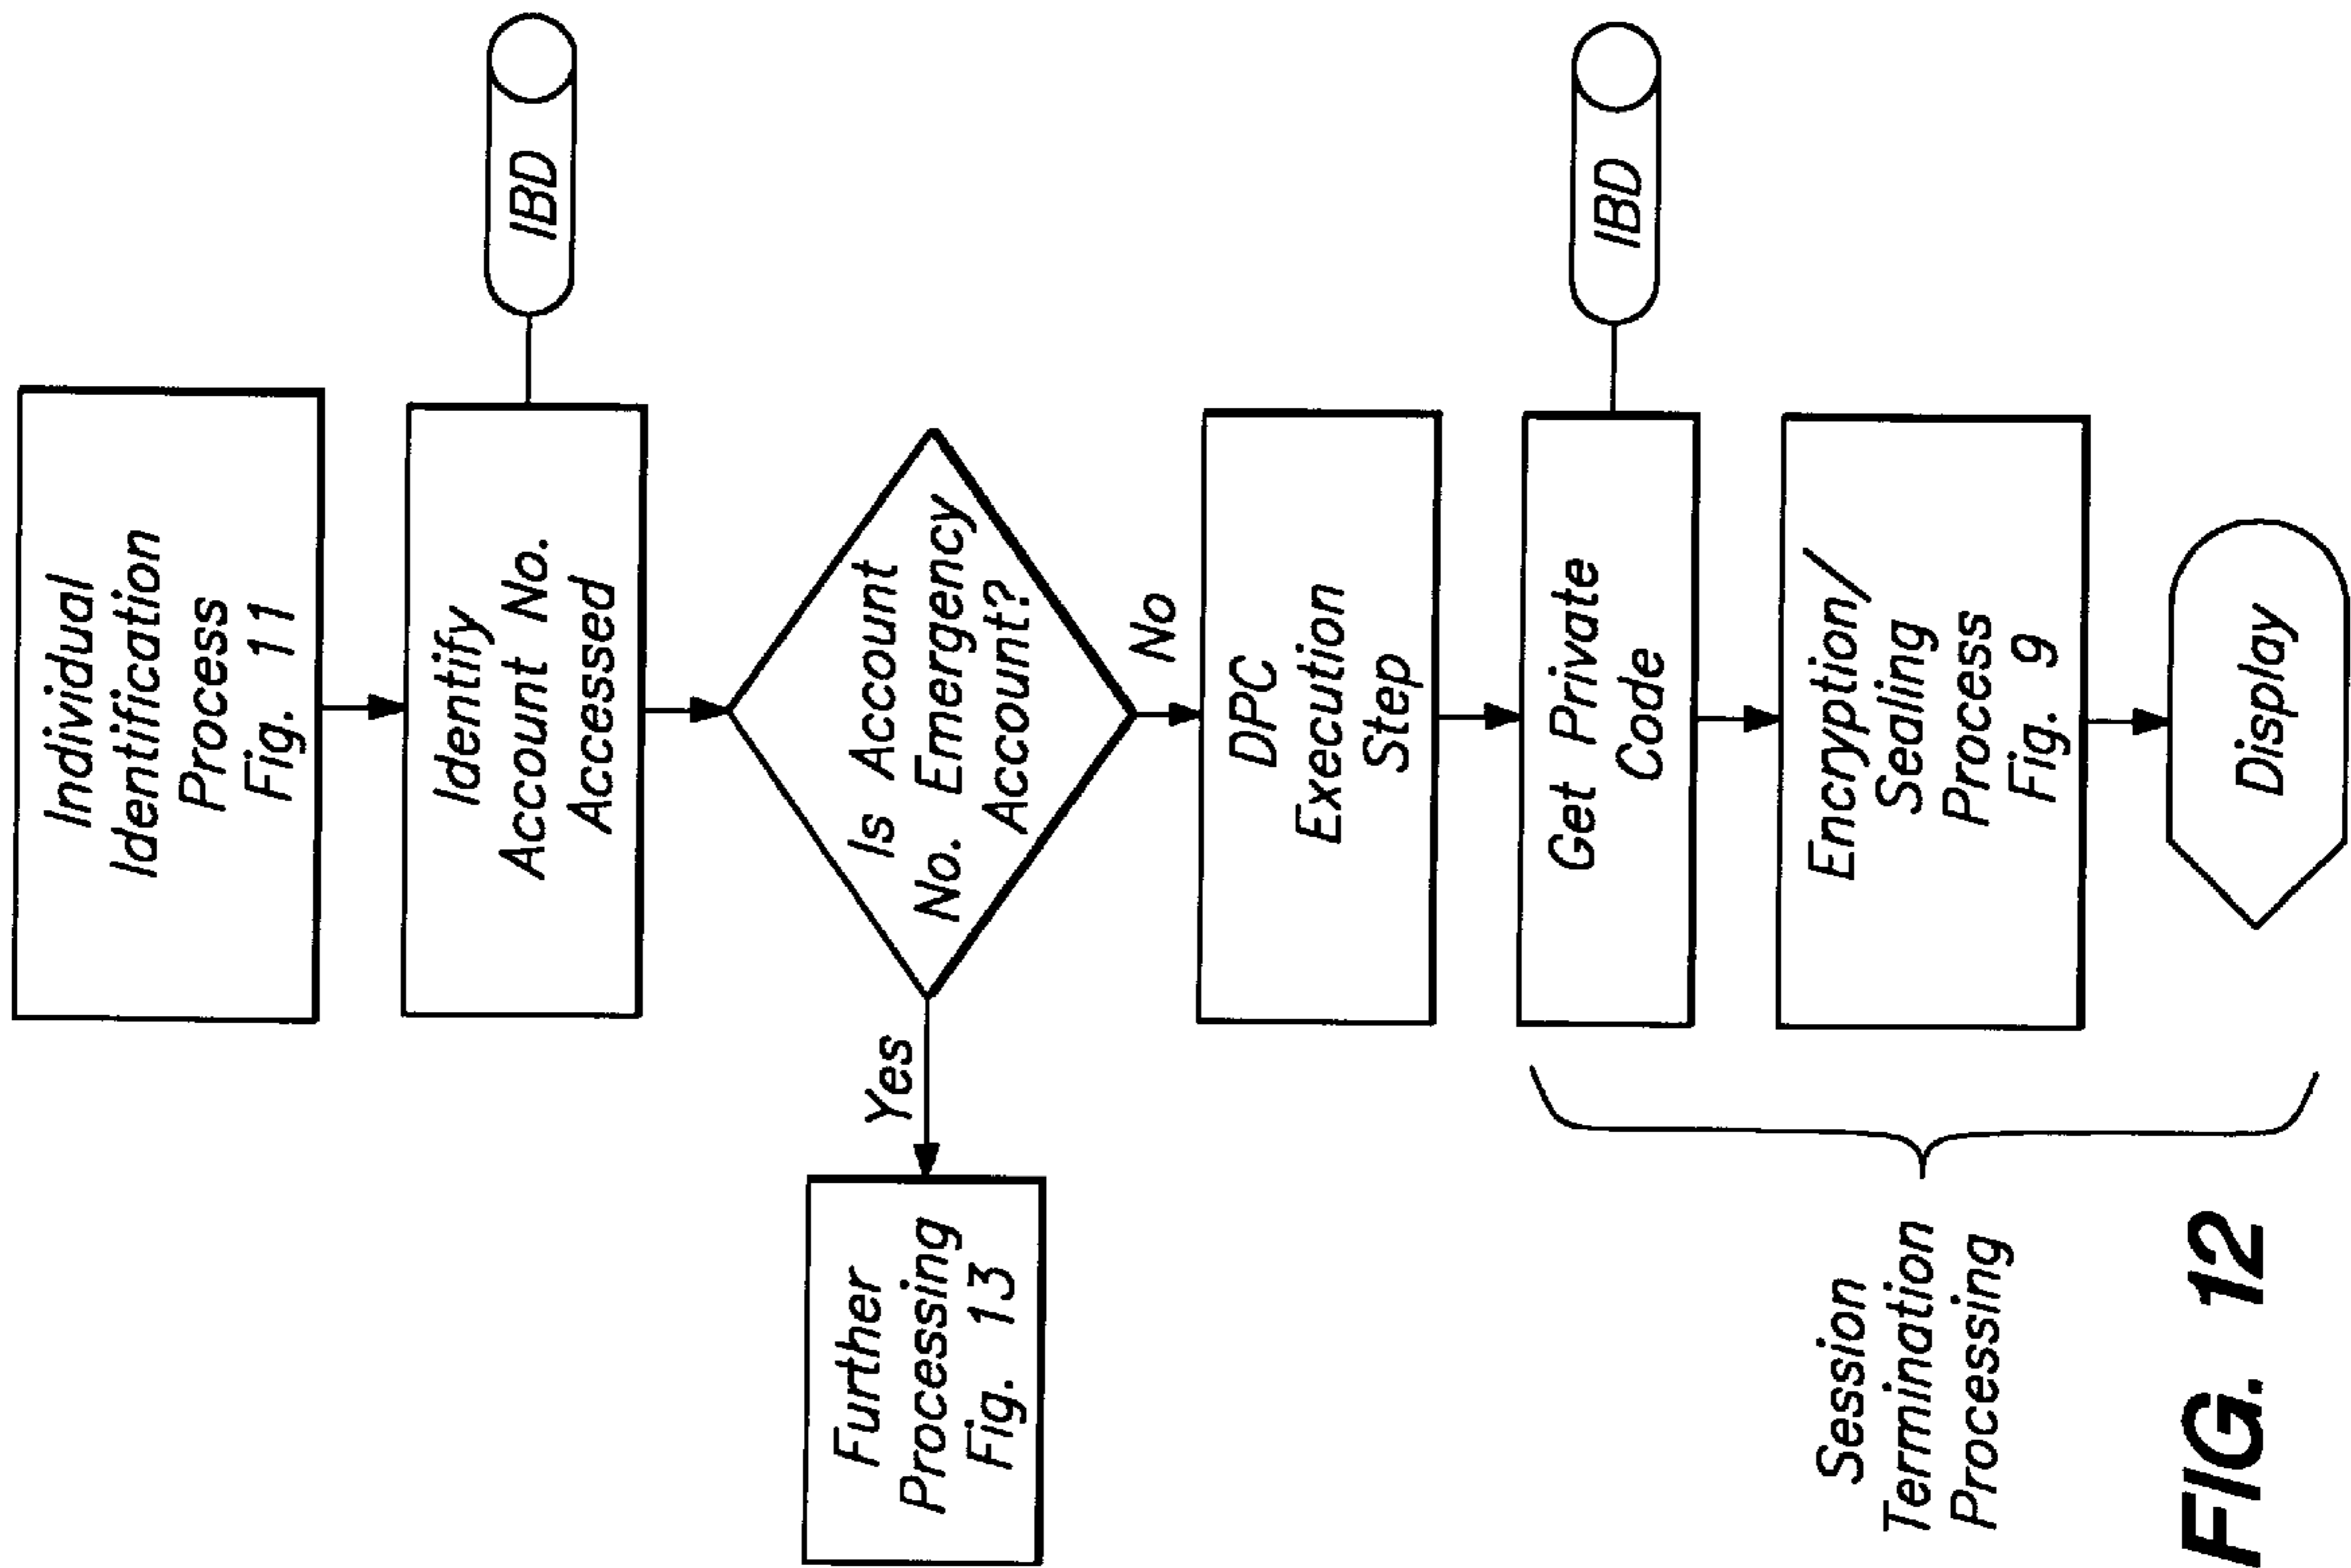 Individual
Identification
Process
Fig. 11
Identify
Account No.
Accessed
IBD
Is Account
No. Emergency
Account?
Yes
No
Further
Processing
Fig. 13
DPC
Execution
Step
Get Private
Code
IBD
Encryption/
Sealing
Process
Fig. 9
Display
Session
Termination
Processing
FIG. 12